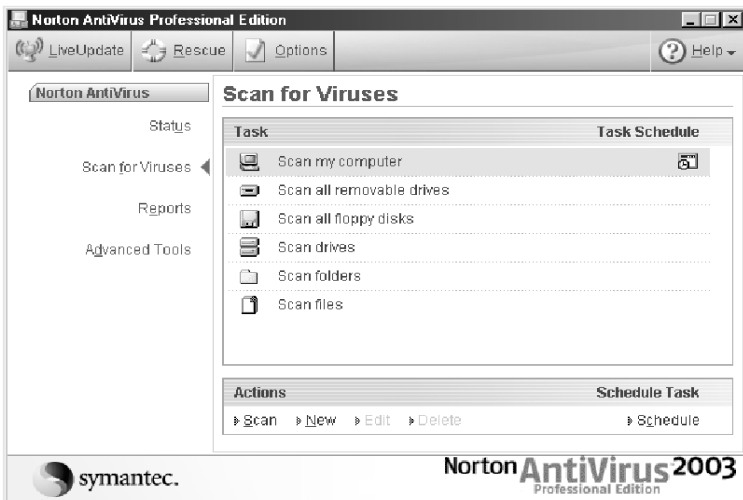 Norton AntiVirus Professional Edition
LiveUpdate Rescue Options Help
Norton AntiVirus
Status
Scan for Viruses
Reports
Advanced Tools
Scan for Viruses
Task Task Schedule
Scan my computer
Scan all removable drives
Scan all floppy disks
Scan drives
Scan folders
Scan files
Actions Schedule Task
Scan New Edit Delete Schedule
symantec.
Norton AntiVirus 2003
Professional Edition